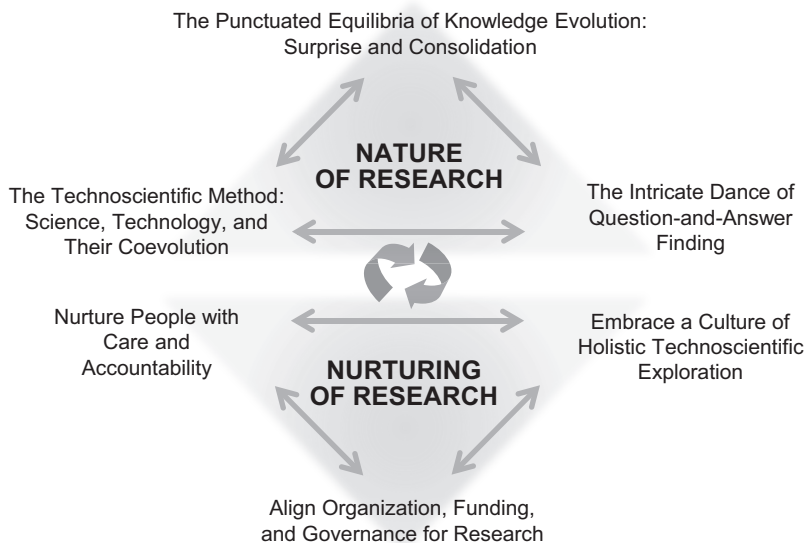 The Punctuated Equilibria of Knowledge Evolution:
Surprise and Consolidation
NATURE
OF RESEARCH
The Technoscientific Method:
Science, Technology, and
Their Coevolution
The Intricate Dance of
Question-and-Answer
Finding
Nurture People with
Care and
Accountability
Embrace a Culture of
Holistic Technoscientific
Exploration
NURTURING
OF RESEARCH
Align Organization, Funding,
and Governance for Research